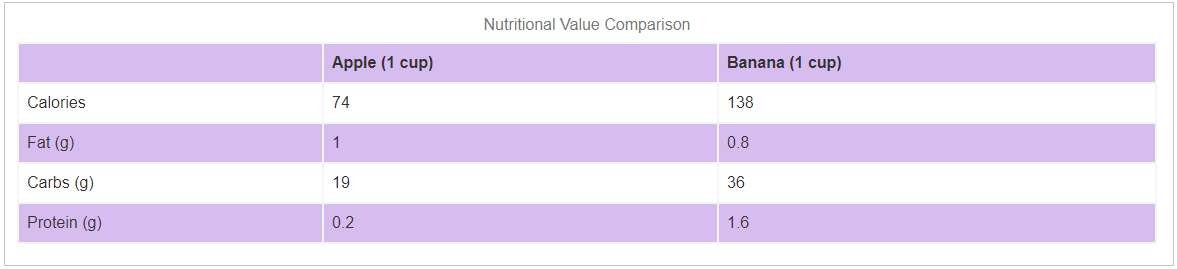 Nutritional Value Comparison
Apple (1 cup) Banana (1 cup)
Calories 74 138
Fat (g) 1 0.8
Carbs (g) 19 36
Protein (g) 0.2 1.6